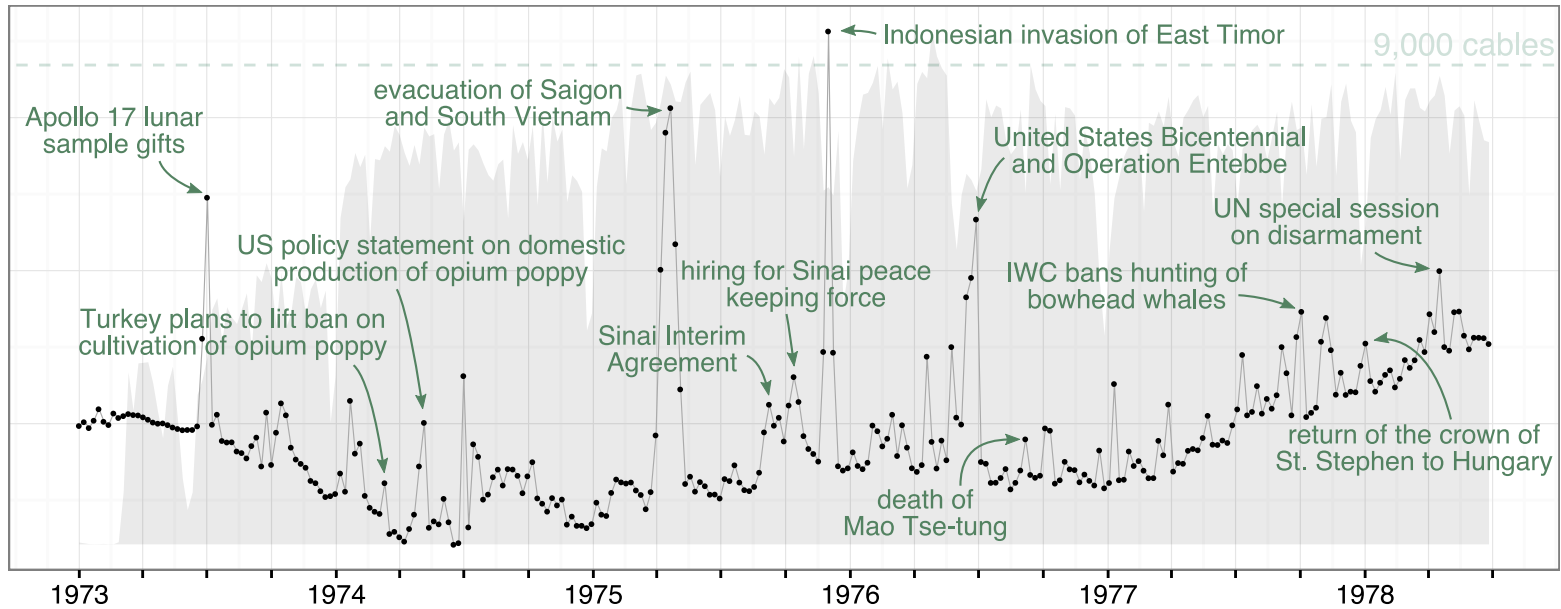 Indonesian invasion of East Timor
9,000 cables
evacuation of Saigon
and South Vietnam
Apollo 17 lunar
sample gifts
United States Bicentennial
and Operation Entebbe
UN special session
on disarmament
US policy statement on domestic
production of opium poppy
hiring for Sinai peace
keeping force
IWC bans hunting of
bowhead whales
Turkey plans to lift ban on
cultivation of opium poppy
Sinai Interim
Agreement
return of the crown of
St. Stephen to Hungary
death of
Mao Tse-tung
1973 1974 1975 1976 1977 1978